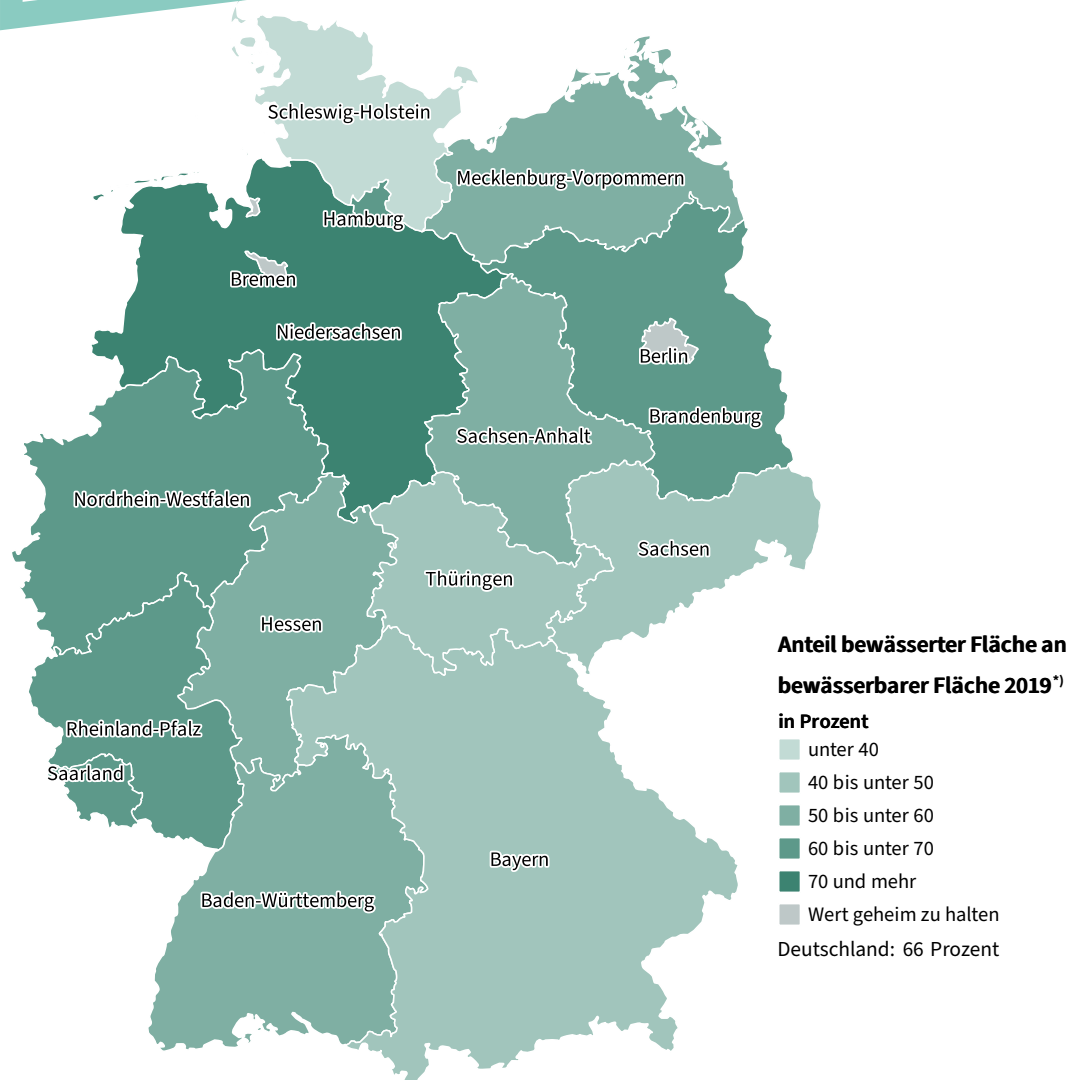 Schleswig-Holstein
Mecklenburg-Vorpommern
Hamburg
Bremen
Niedersachsen
Berlin
Brandenburg
Sachsen-Anhalt
Nordrhein-Westfalen
Sachsen
Thüringen
Hessen
Rheinland-Pfalz
Saarland
Bayern
Baden-Württemberg
Anteil bewässerter Fläche an
bewässerbarer Fläche 2019*)
in Prozent
unter 40
40 bis unter 50
50 bis unter 60
60 bis unter 70
70 und mehr
Wert geheim zu halten
Deutschland: 66 Prozent